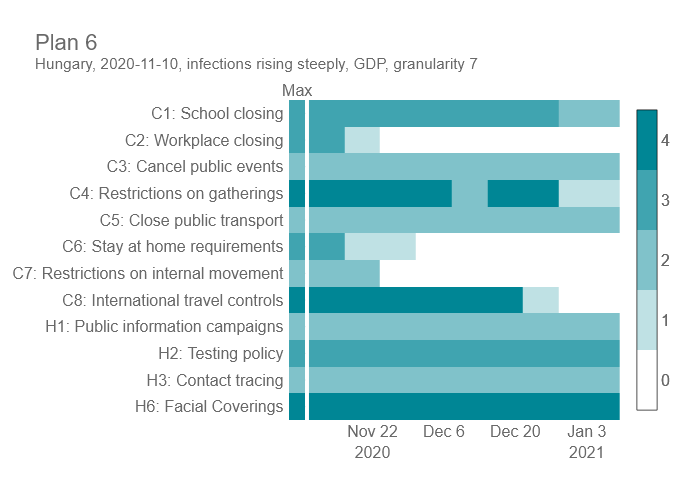 Plan 6
Hungary, 2020-11-10, infections rising steeply, GDP, granularity 7
Max
C1: School closing
C2: Workplace closing
C3: Cancel public events
C4: Restrictions on gatherings
C5: Close public transport
C6: Stay at home requirements
C7: Restrictions on internal movement
C8: International travel controls
H1: Public information campaigns
H2: Testing policy
H3: Contact tracing
H6: Facial Coverings
Nov 22 Dec 6 Dec 20 Jan 3
2020 2021
4
3
2
1
0